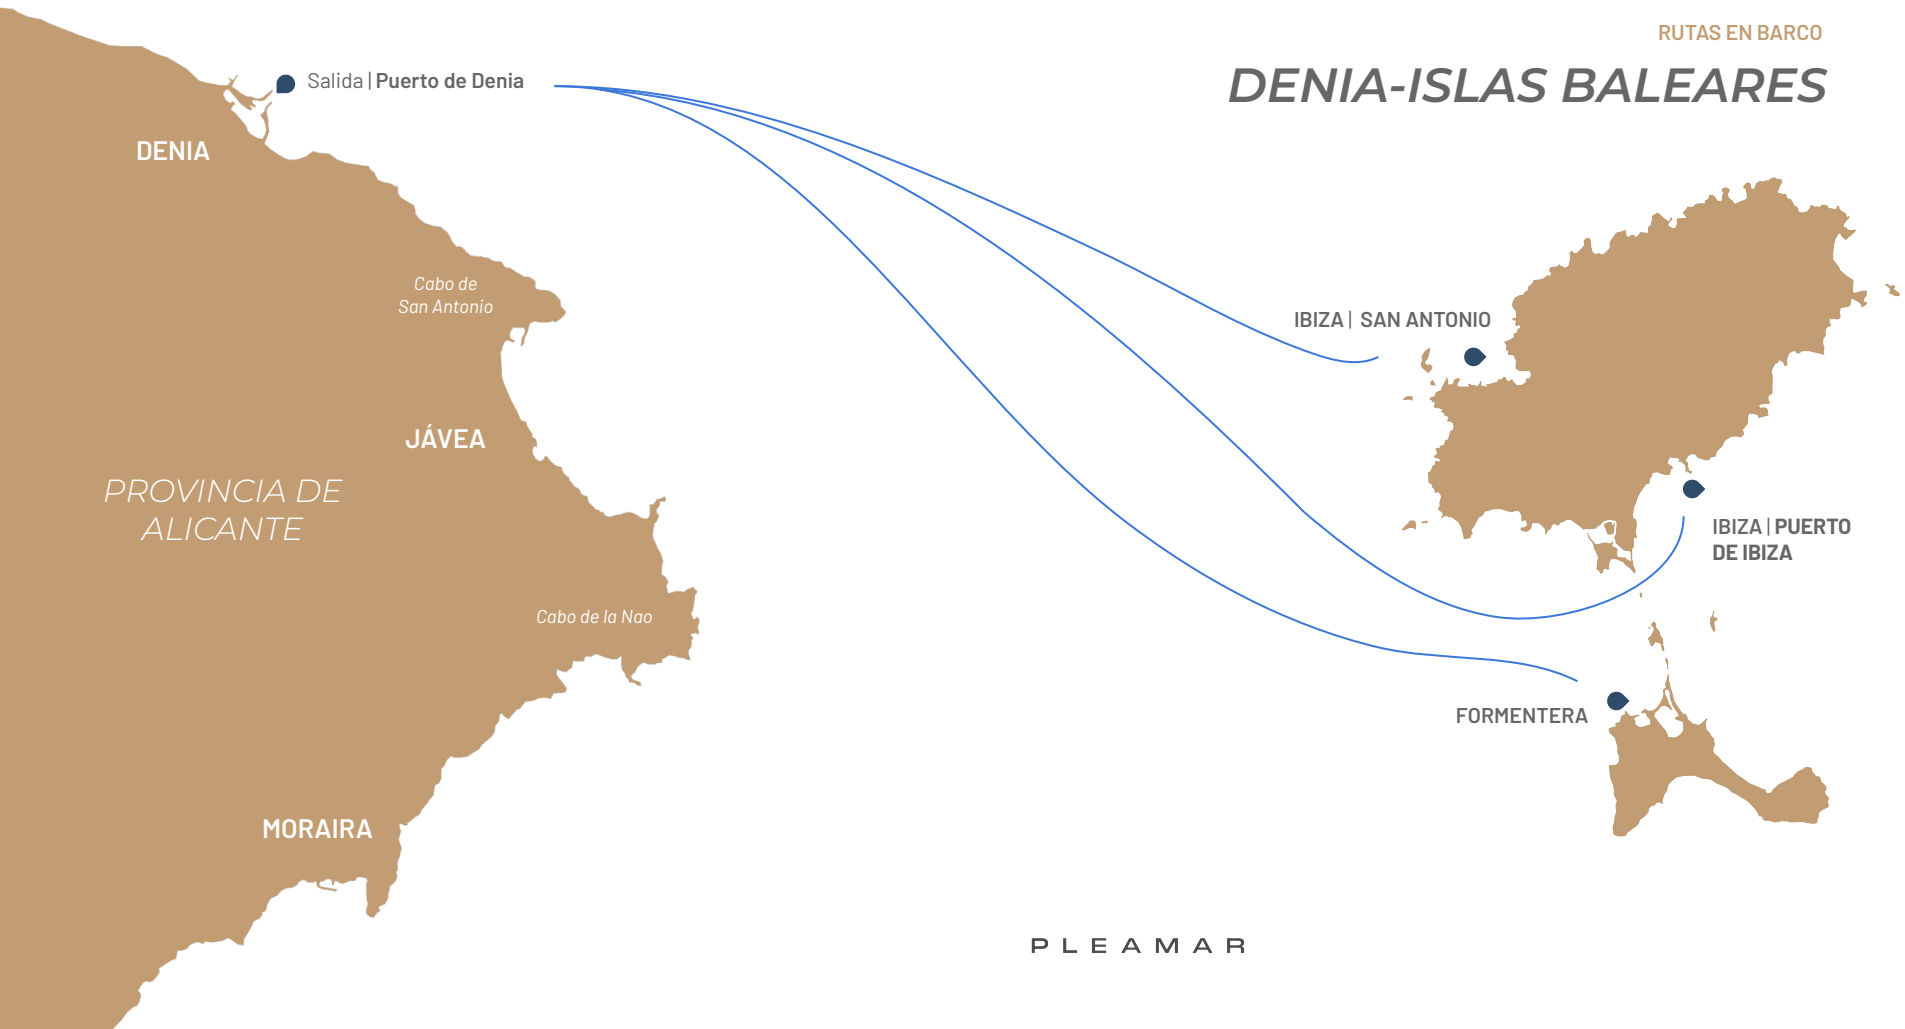 RUTAS EN BARCO
DENIA-ISLAS BALEARES
Salida | Puerto de Denia
DENIA
Cabo de
San Antonio
IBIZA | SAN ANTONIO
JÁVEA
PROVINCIA DE
ALICANTE
IBIZA | PUERTO
DE IBIZA
Cabo de la Nao
FORMENTERA
MORAIRA
PLEAMAR